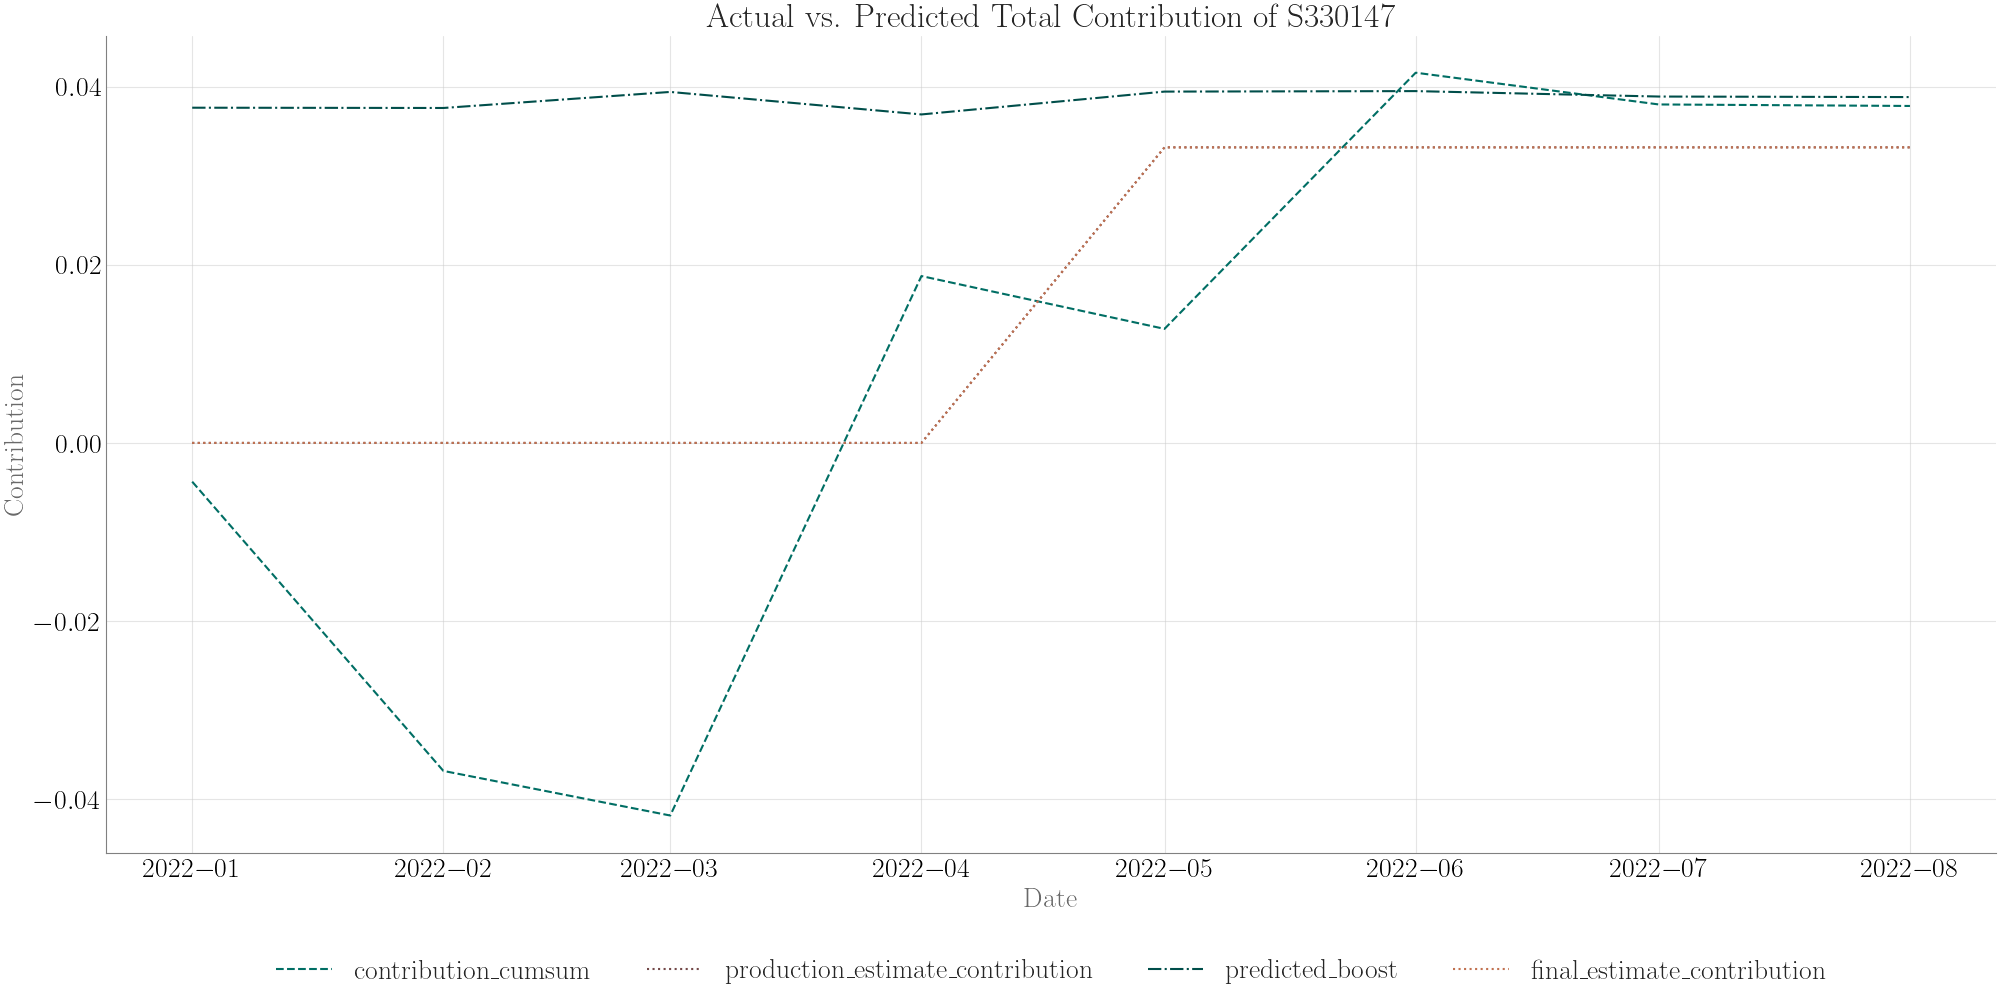 Actual vs. Predicted Total Contribution of S330147
0.04
0.02
0.00
−0.02
−0.04
Contribution
2022−01 2022−02 2022−03 2022−04 2022−05 2022−06 2022−07 2022−08
Date
contribution_cumsum production_estimate_contribution predicted_boost final_estimate_contribution